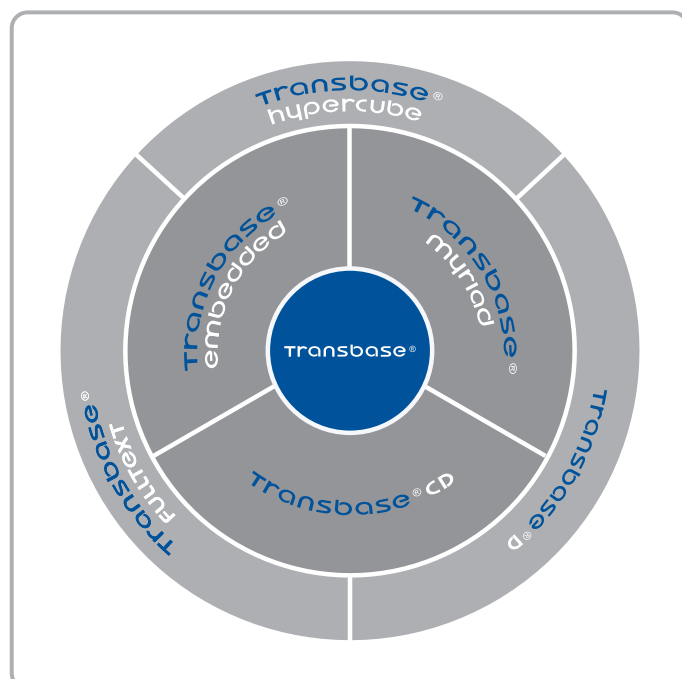 Transbase®
hypercube
Transbase®
embedded
Transbase®
myriad
Transbase®
Transbase® CD
Transbase®
FULLTEXT
Transbase® D